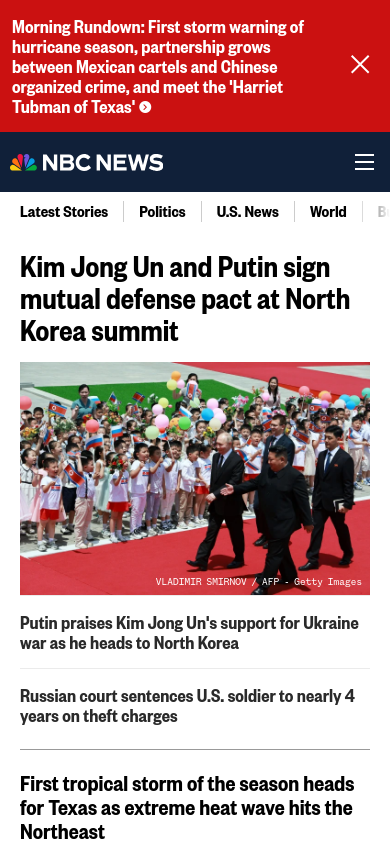 Morning Rundown: First storm warning of
hurricane season, partnership grows
between Mexican cartels and Chinese
organized crime, and meet the 'Harriet
Tubman of Texas'
NBC NEWS
Latest Stories Politics U.S. News World
Kim Jong Un and Putin sign
mutual defense pact at North
Korea summit
VLADIMIR SMIRNOV / AFP - Getty Images
Putin praises Kim Jong Un's support for Ukraine
war as he heads to North Korea
Russian court sentences U.S. soldier to nearly 4
years on theft charges
First tropical storm of the season heads
for Texas as extreme heat wave hits the
Northeast